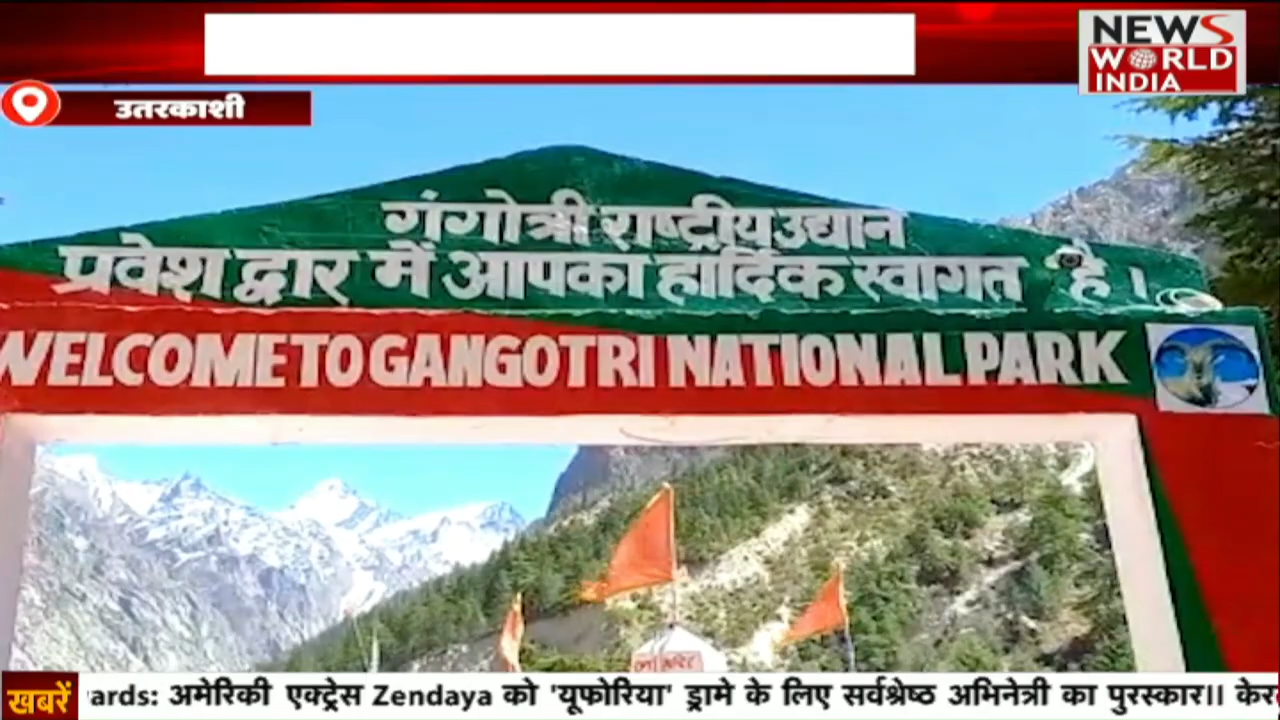 NEWS
WORLD
INDIA
उतरकाशी
गंगोत्री राष्ट्रीय उद्यान
प्रवेश द्वार में आपका हार्दिक स्वागत है।
WELCOME TO GANGOTRI NATIONAL PARK
खबरें
ards: अमेरिकी एक्ट्रेस Zendaya को 'यूफोरिया' ड्रामे के लिए सर्वश्रेष्ठ अभिनेत्री का पुरस्कार।। केर